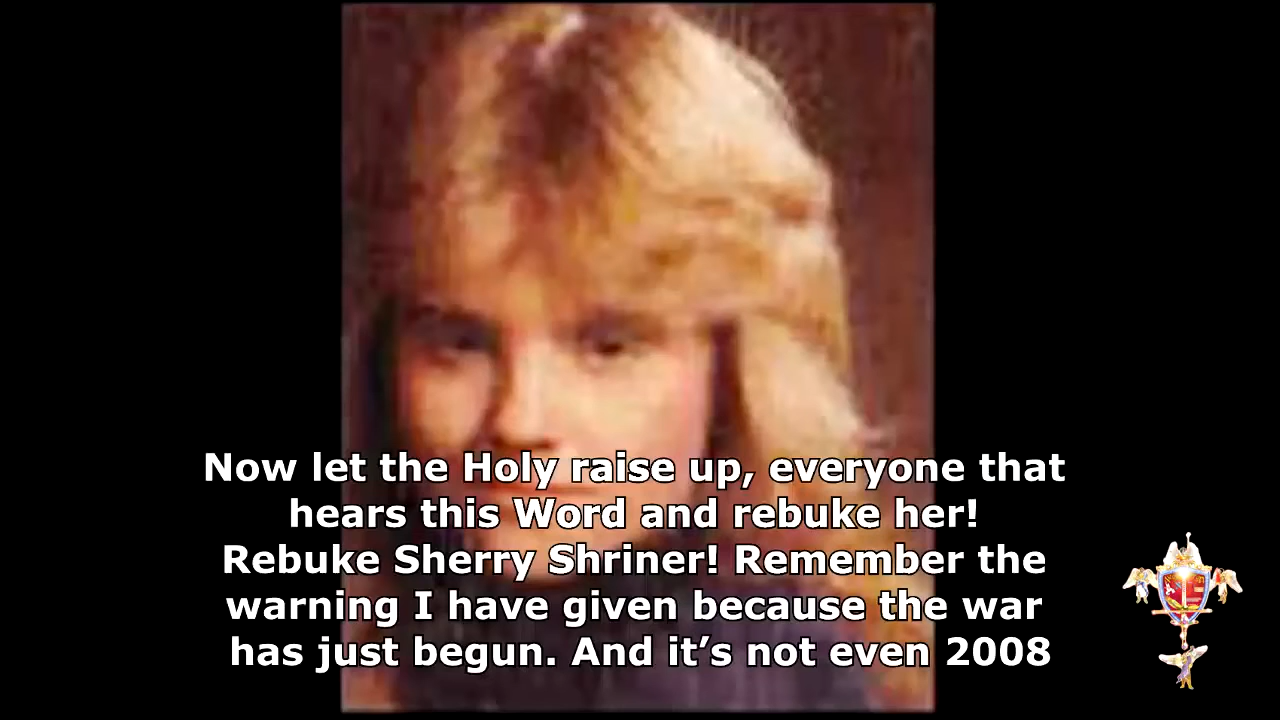 Now let the Holy raise up, everyone that
hears this Word and rebuke her!
Rebuke Sherry Shriner! Remember the
warning I have given because the war
has just begun. And it’s not even 2008